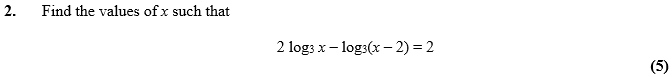 2. Find the values of x such that
2 log₃ x – log₃(x – 2) = 2
(5)